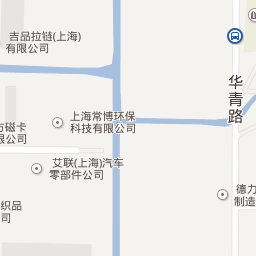 吉品拉链(上海)
有限公司
华青路
上海常博环保
科技有限公司
方磁卡
限公司
艾联(上海)汽车
零部件公司
德力
制造
织品
公司